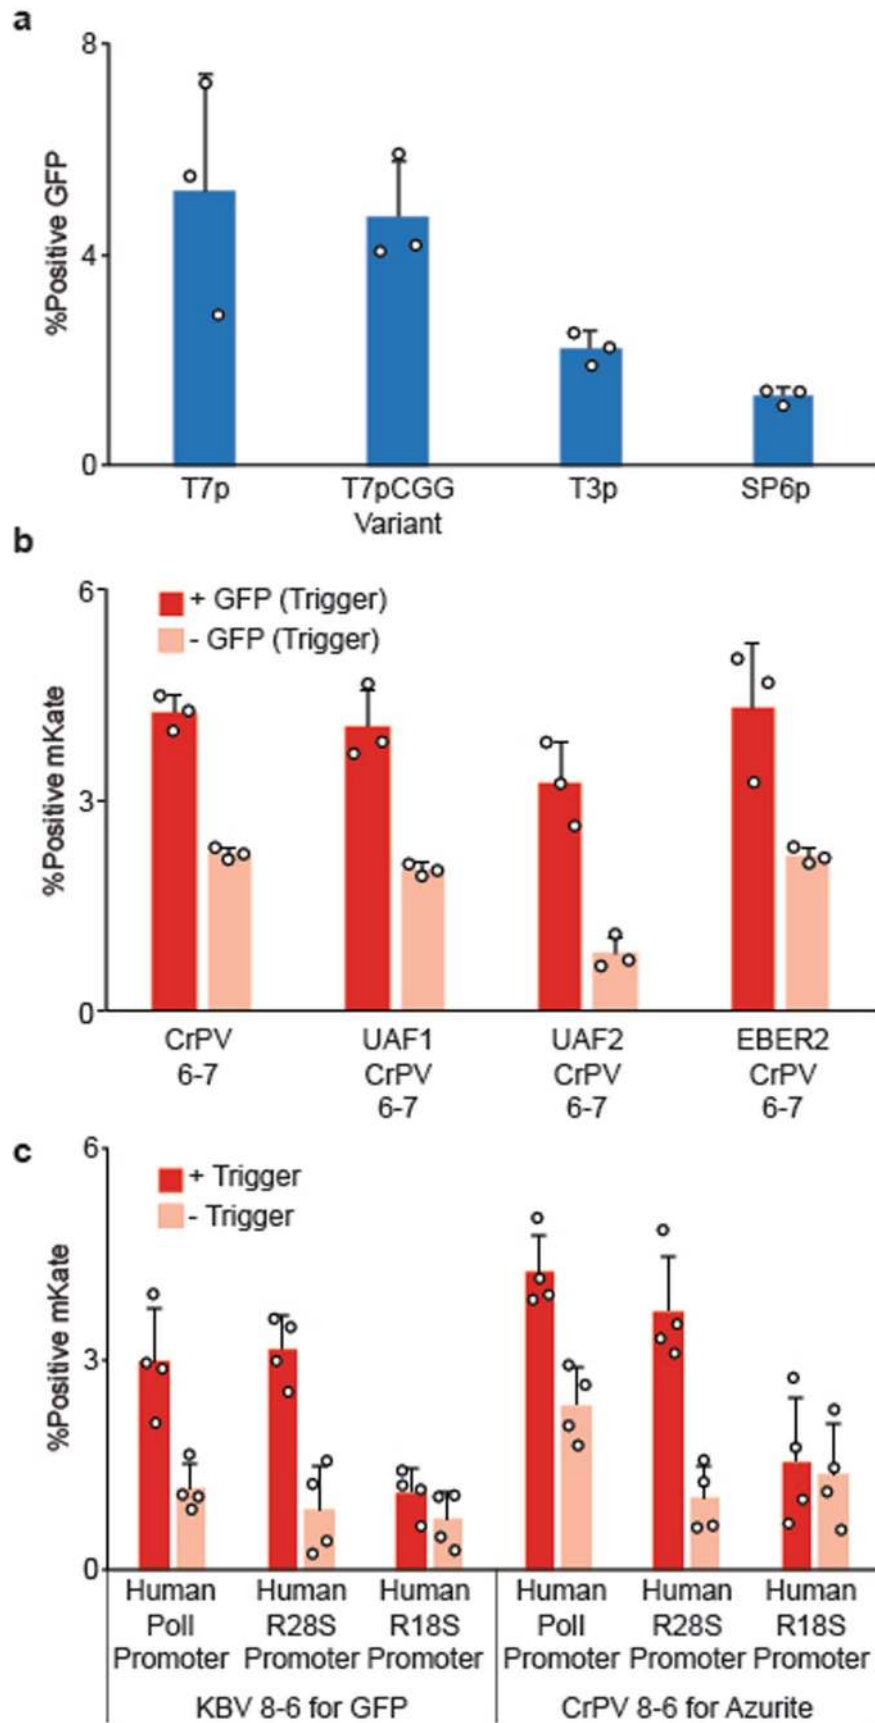 a
8
4
0
%Positive GFP
T7p
T7pCGG
Variant
T3p
SP6p
b
6
3
0
%Positive mKate
+ GFP (Trigger)
- GFP (Trigger)
CrPV
6-7
UAF1
CrPV
6-7
UAF2
CrPV
6-7
EBER2
CrPV
6-7
c
6
3
0
%Positive mKate
+ Trigger
- Trigger
Human
PolI
Promoter
Human
R28S
Promoter
Human
R18S
Promoter
Human
PolI
Promoter
Human
R28S
Promoter
Human
R18S
Promoter
KBV 8-6 for GFP
CrPV 8-6 for Azurite